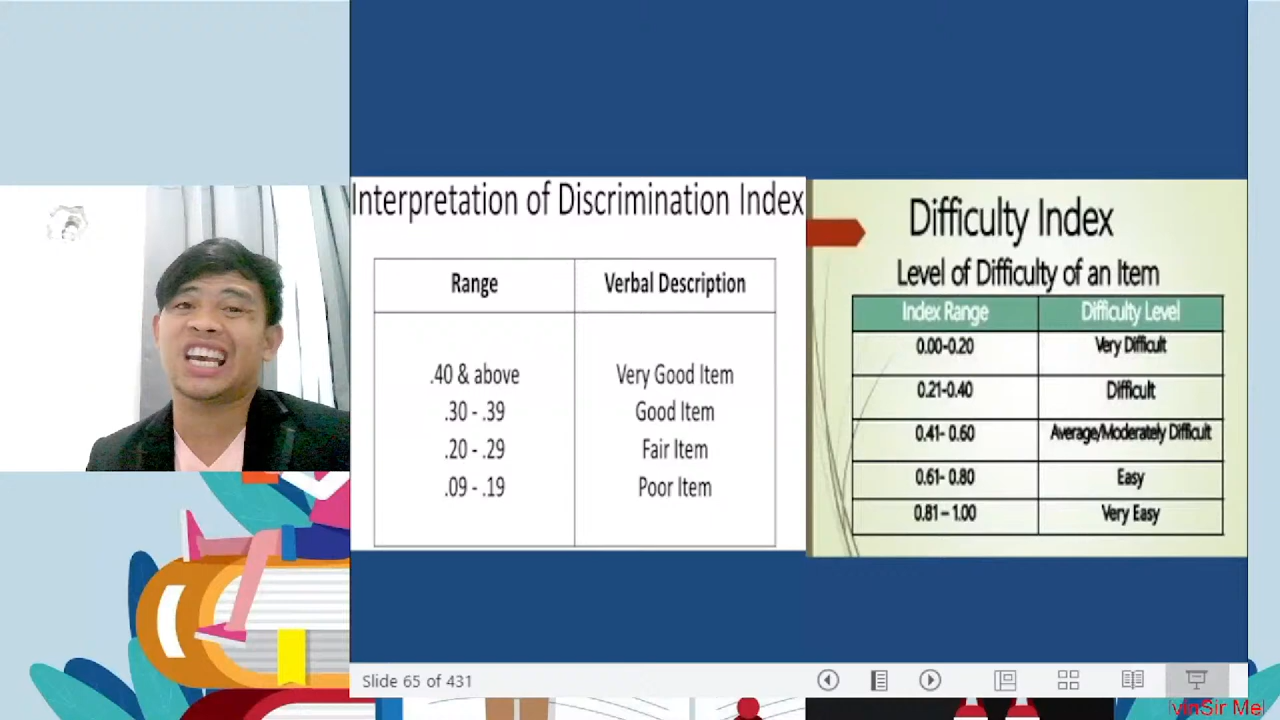 Interpretation of Discrimination Index
Range Verbal Description
.40 & above Very Good Item
.30 - .39 Good Item
.20 - .29 Fair Item
.09 - .19 Poor Item
Difficulty Index
Level of Difficulty of an Item
Index Range Difficulty Level
0.00-0.20 Very Difficult
0.21-0.40 Difficult
0.41- 0.60 Average/Moderately Difficult
0.61- 0.80 Easy
0.81 – 1.00 Very Easy
Slide 65 of 431
vinSir Mel